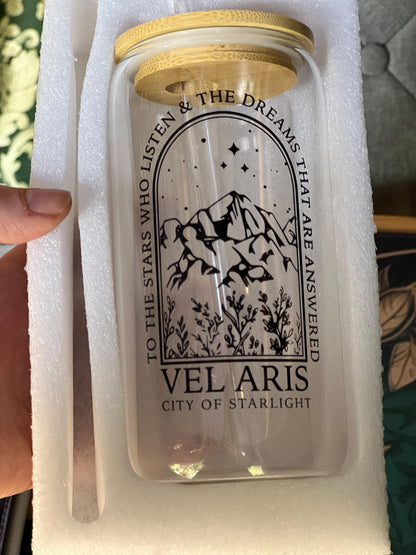 TO THE STARS WHO LISTEN & THE DREAMS THAT ARE ANSWERED
VEL ARIS
CITY OF STARLIGHT